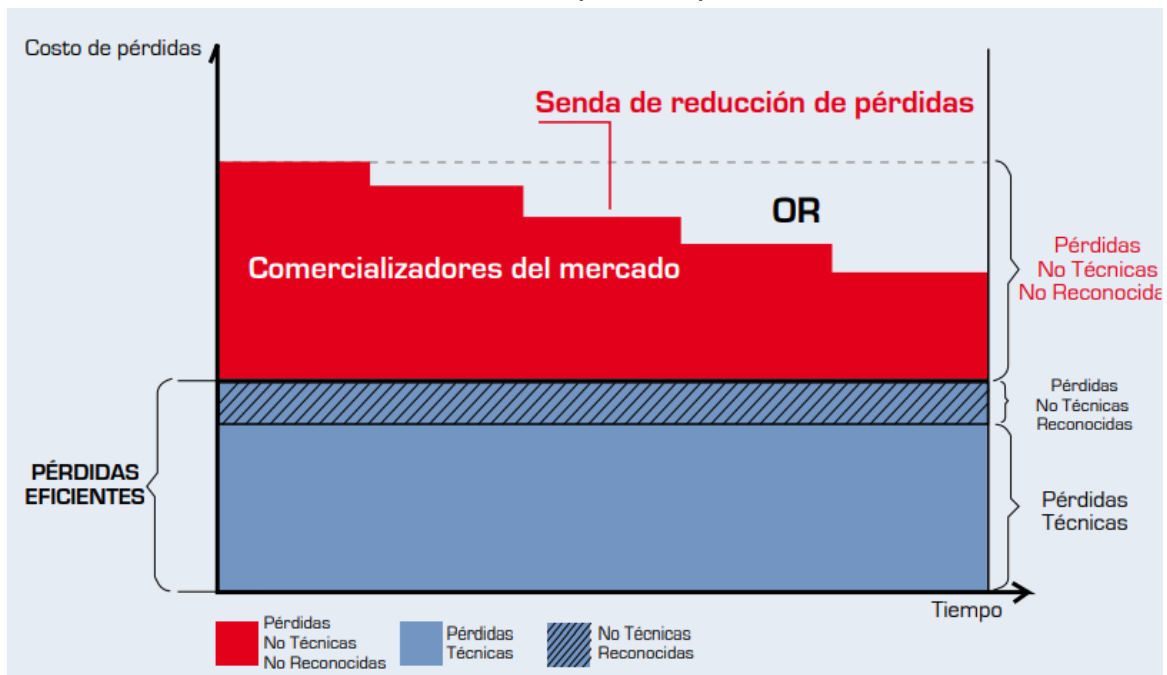 Costo de pérdidas
Senda de reducción de pérdidas
OR
Comercializadores del mercado
Pérdidas
No Técnicas
No Reconocida
Pérdidas
No Técnicas
Reconocidas
PÉRDIDAS
EFICIENTES
Pérdidas
Técnicas
Tiempo
Pérdidas
No Técnicas
No Reconocidas
Pérdidas
Técnicas
No Técnicas
Reconocidas